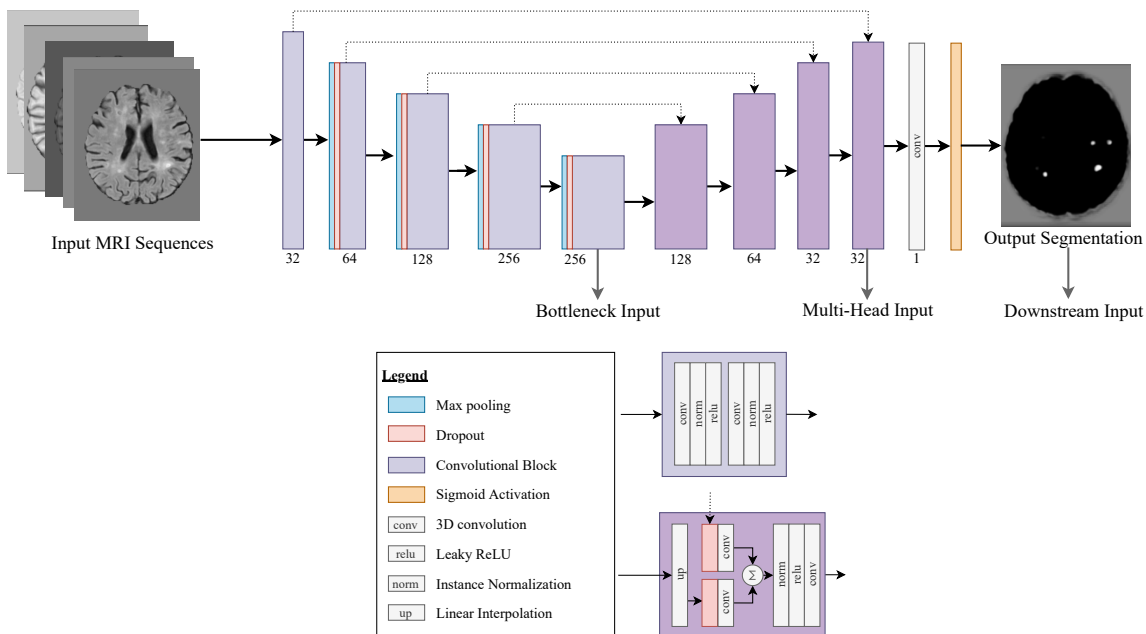 conv
Input MRI Sequences
Output Segmentation
32
64
128
256
256
128
64
32
32
1
Bottleneck Input
Multi-Head Input
Downstream Input
Legend
Max pooling
Dropout
Convolutional Block
Sigmoid Activation
conv 3D convolution
relu Leaky ReLU
norm Instance Normalization
up Linear Interpolation
conv
norm
relu
conv
norm
relu
up
conv
conv
Σ
norm
relu
conv